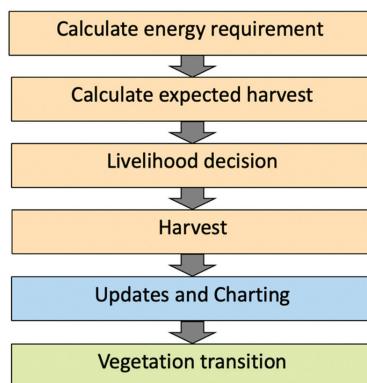 Calculate energy requirement
Calculate expected harvest
Livelihood decision
Harvest
Updates and Charting
Vegetation transition